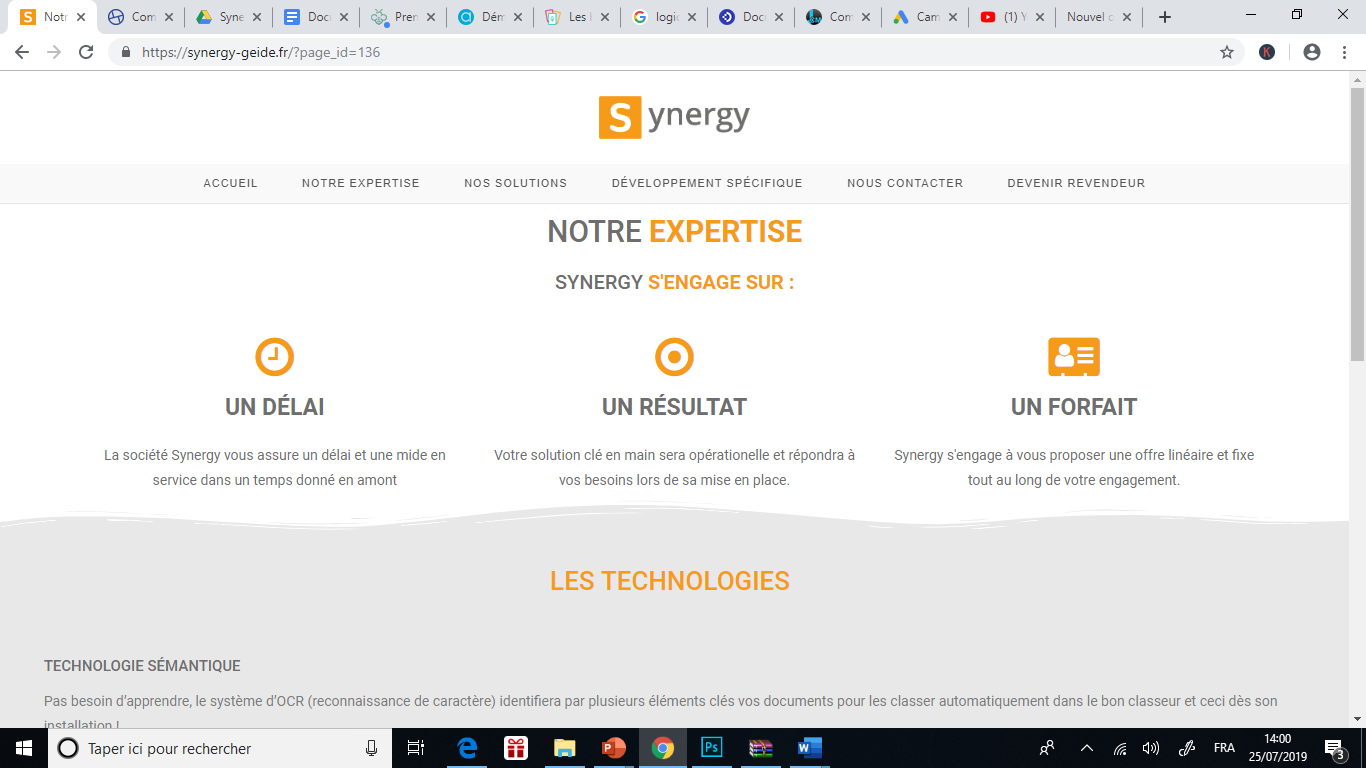 Notr
Com
Syne
Docu
Pren
Dém
Les
logic
Docu
Com
Cam
(1) Y
Nouvel
https://synergy-geide.fr/?page_id=136
K
S ynergy
ACCUEIL NOTRE EXPERTISE NOS SOLUTIONS DÉVELOPPEMENT SPÉCIFIQUE NOUS CONTACTER DEVENIR REVENDEUR
NOTRE EXPERTISE
SYNERGY S'ENGAGE SUR :
UN DÉLAI
La société Synergy vous assure un délai et une mide en
service dans un temps donné en amont
UN RÉSULTAT
Votre solution clé en main sera opérationelle et répondra à
vos besoins lors de sa mise en place.
UN FORFAIT
Synergy s'engage à vous proposer une offre linéaire et fixe
tout au long de votre engagement.
LES TECHNOLOGIES
TECHNOLOGIE SÉMANTIQUE
Pas besoin d’apprendre, le système d’OCR (reconnaissance de caractère) identifiera par plusieurs éléments clés vos documents pour les classer automatiquement dans le bon classeur et ceci dès son
installation !
Taper ici pour rechercher
FRA
14:00
25/07/2019
3